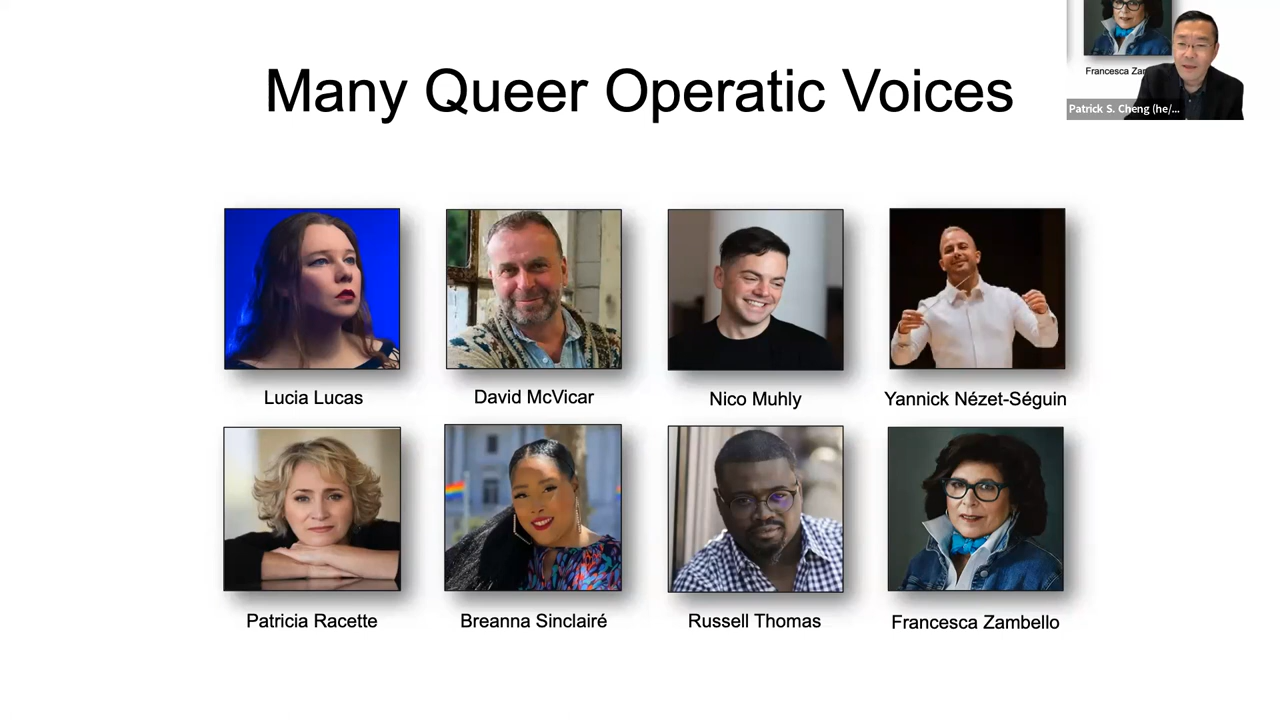 Many Queer Operatic Voices
Francesca Zam
Patrick S. Cheng (he/...
Lucia Lucas
David McVicar
Nico Muhly
Yannick Nézet-Séguin
Patricia Racette
Breanna Sinclairé
Russell Thomas
Francesca Zambello